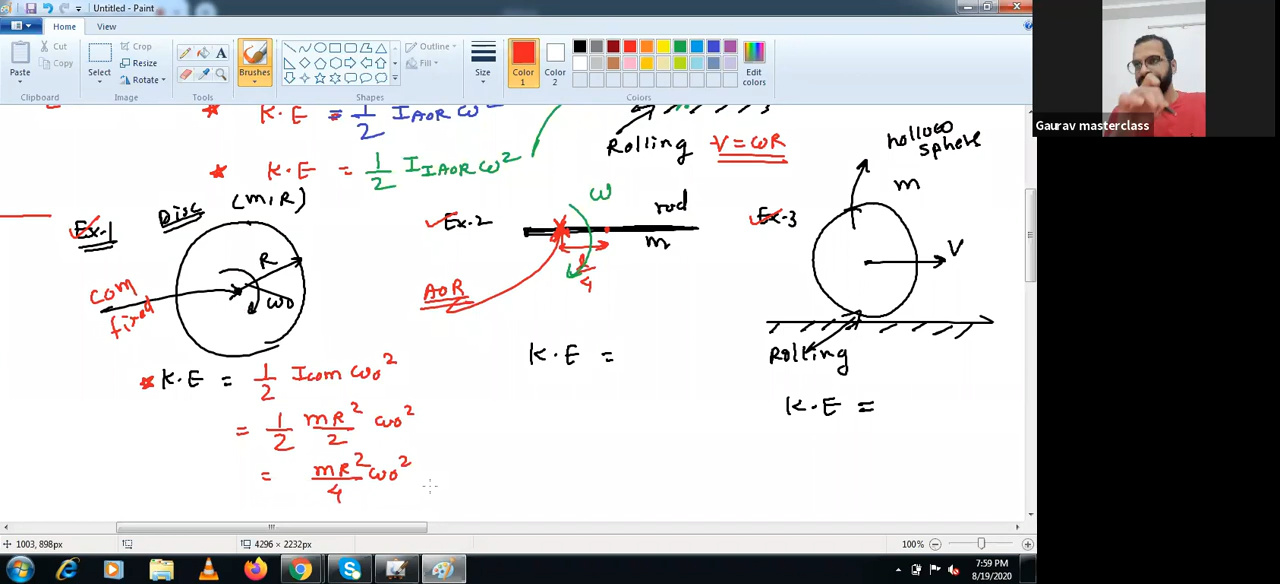 Untitled - Paint
Home
View
Paste
Cut
Copy
Clipboard
Select
Crop
Resize
Rotate
Image
Tools
Brushes
Shapes
Outline
Fill
Size
Color 1
Color 2
Edit colors
Colors
Gaurav masterclass
* K.E = 1/2 I_AOR ω²
* K.E = 1/2 I_IAOR ω²
Rolling V = ωR
Ex-1
Disc (m,R)
R
ω₀
com
fixed
* K.E = 1/2 Icom ω₀²
= 1/2 mR²/2 ω₀²
= mR²/4 ω₀²
Ex-2
ω
rod
m
l/4
AOR
K.E =
Ex-3
hollow
sphere
m
V
Rolling
K.E =
1003, 898px
4296 × 2232px
100%
7:59 PM
8/19/2020